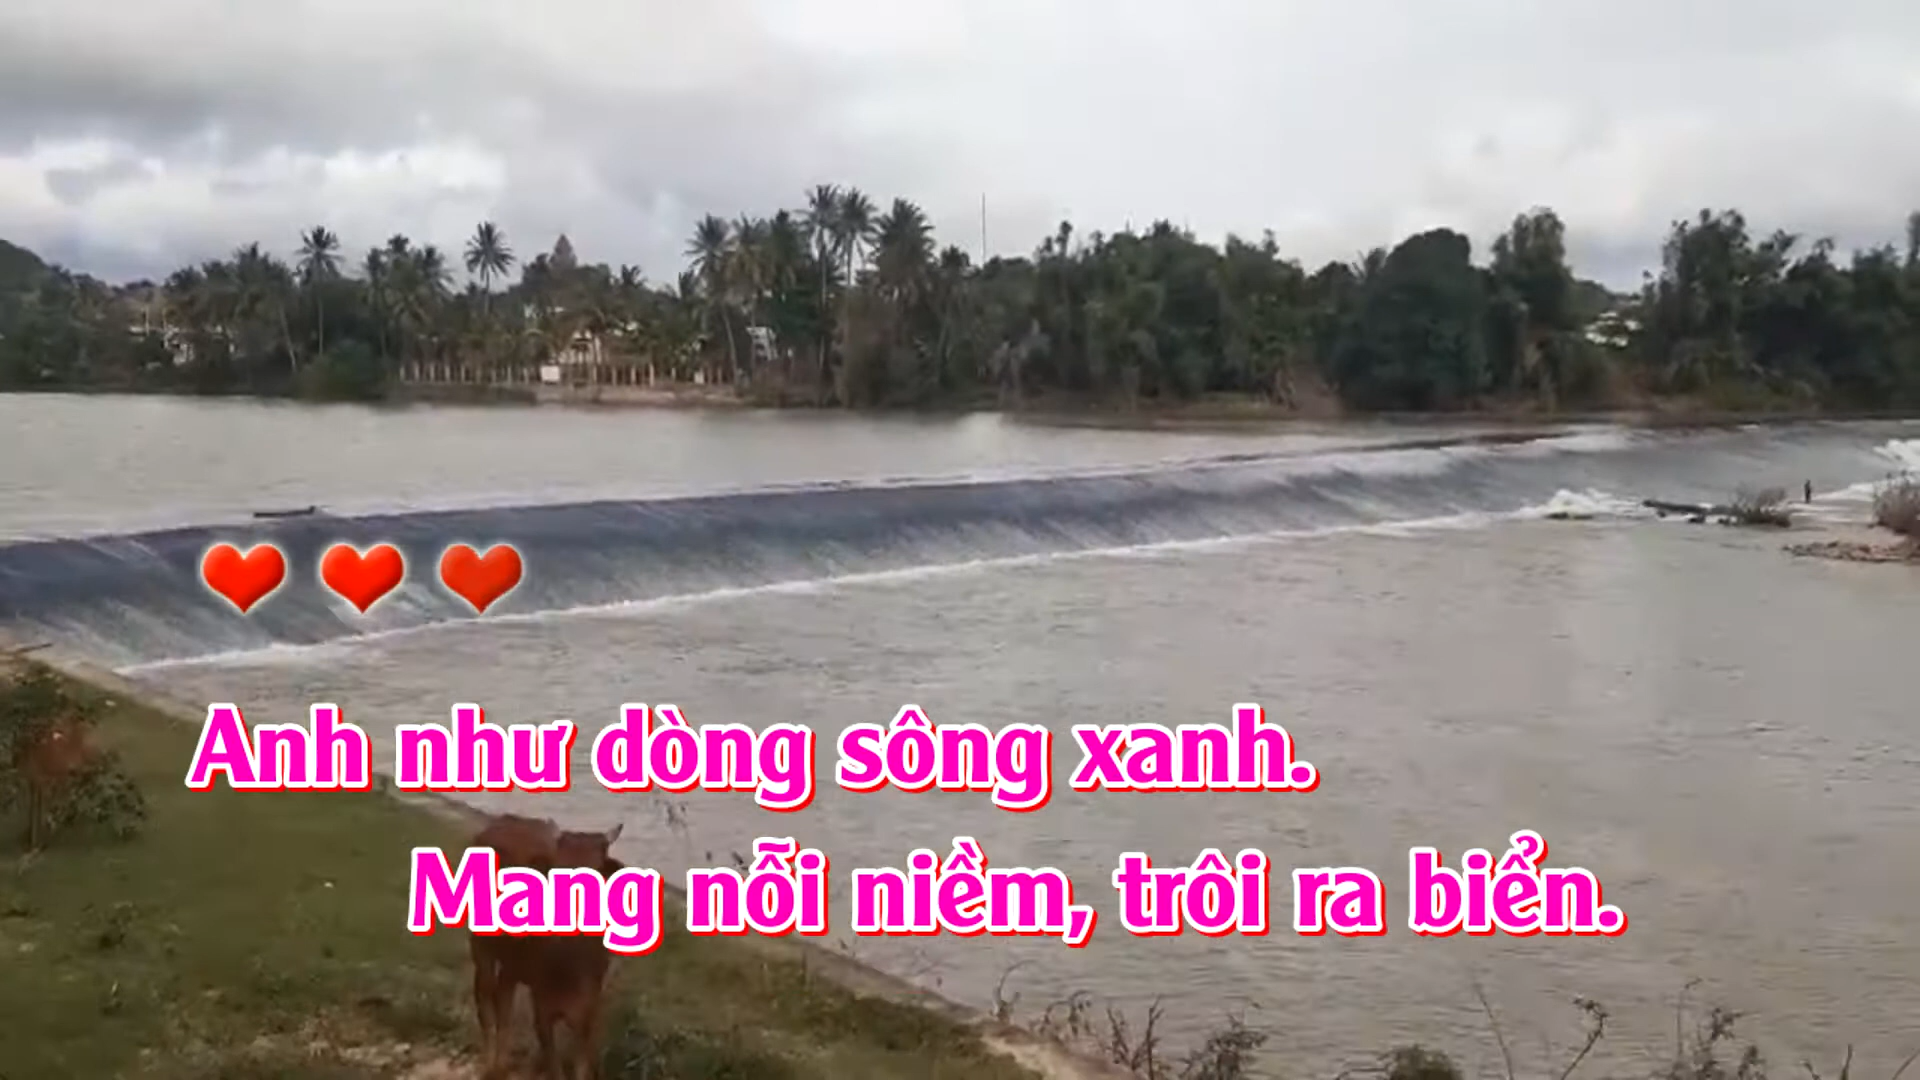 Anh như dòng sông xanh.
Mang nỗi niềm, trôi ra biển.